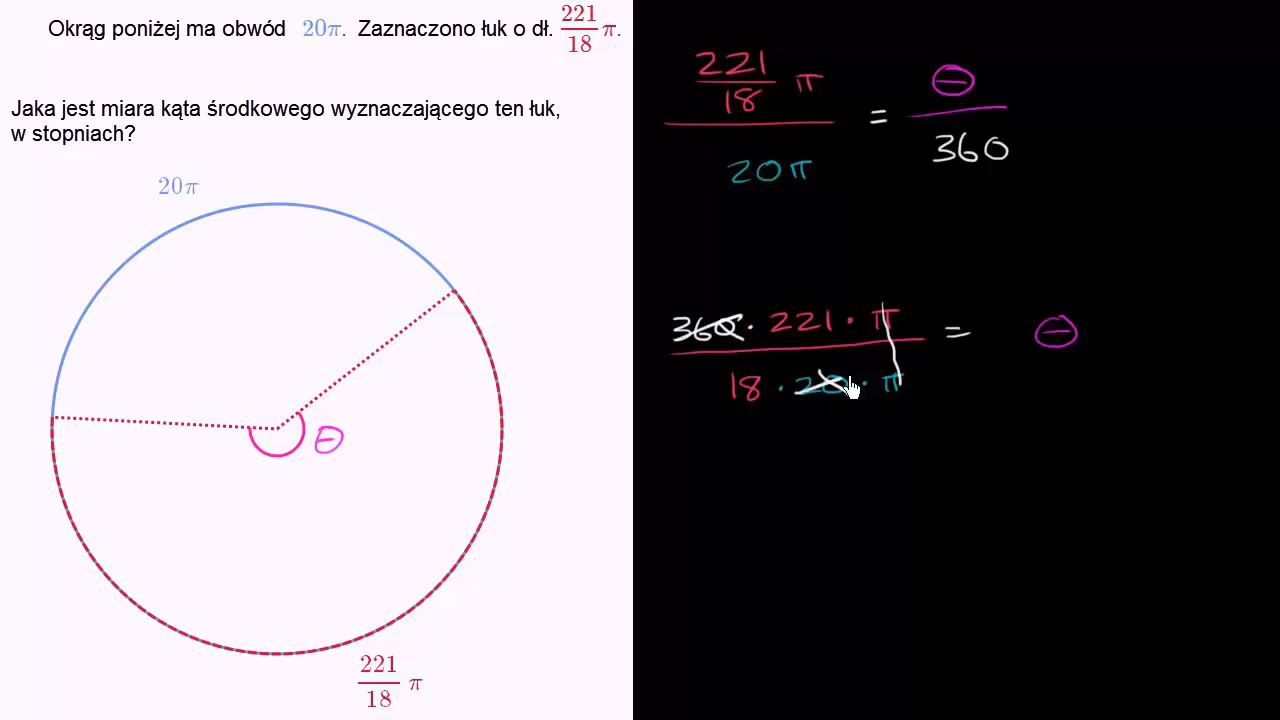 Okrąg poniżej ma obwód 20π. Zaznaczono łuk o dł. 221/18 π.
Jaka jest miara kąta środkowego wyznaczającego ten łuk,
w stopniach?
20π
θ
221/18 π
221/18 π / 20π = θ/360
360 · 221 · π / 18 · 20 · π = θ